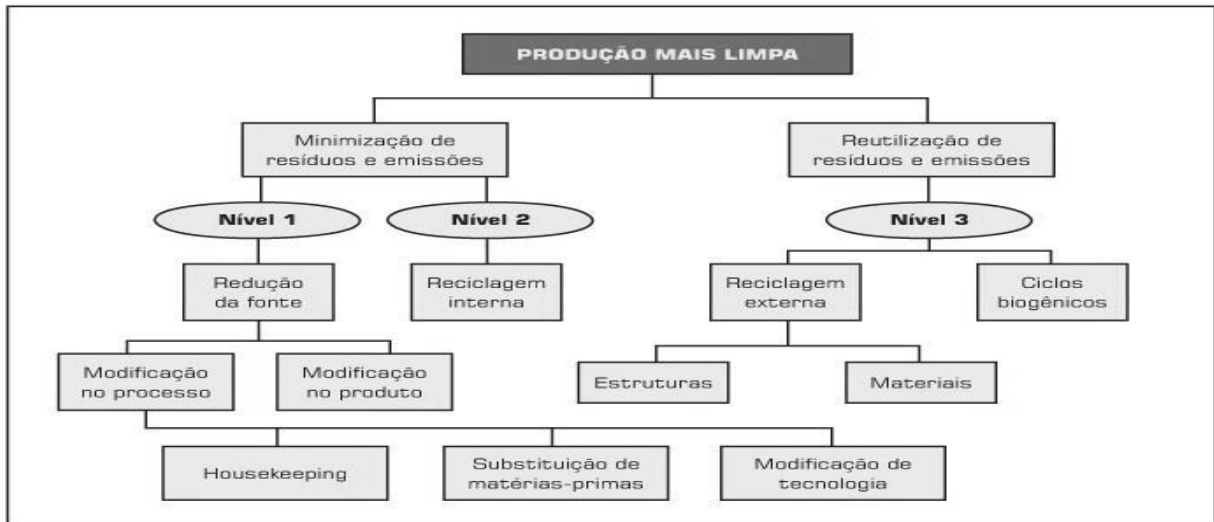 PRODUÇÃO MAIS LIMPA
Minimização de
resíduos e emissões
Reutilização de
resíduos e emissões
Nível 1
Nível 2
Nível 3
Redução
da fonte
Reciclagem
interna
Reciclagem
externa
Ciclos
biogênicos
Modificação
no processo
Modificação
no produto
Estruturas
Materiais
Housekeeping
Substituição de
matérias-primas
Modificação de
tecnologia